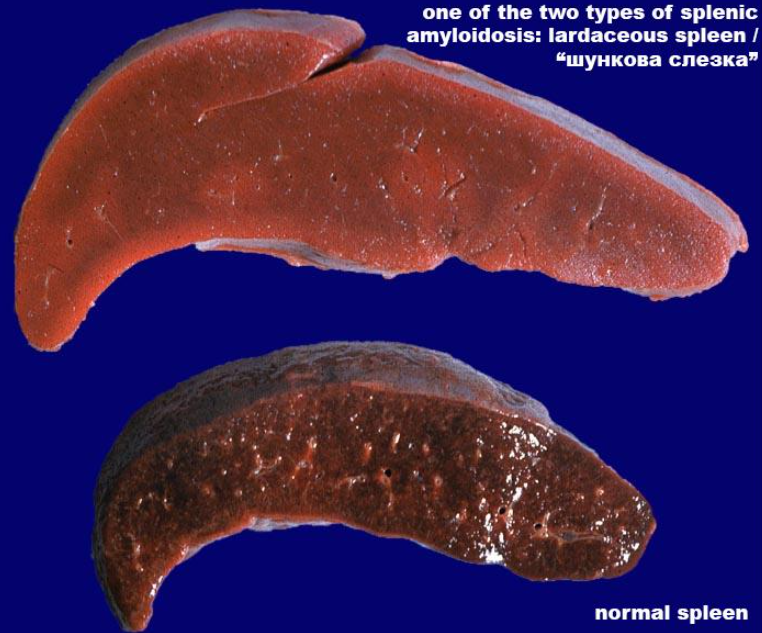 one of the two types of splenic
amyloidosis: lardaceous spleen /
“шункова слезка”
normal spleen